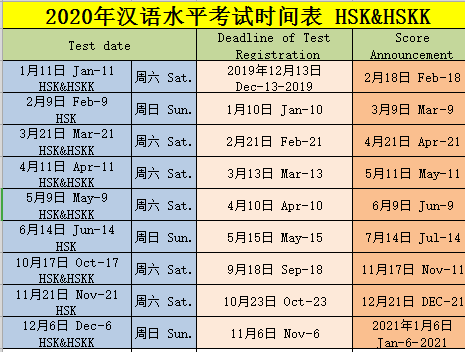 2020年汉语水平考试时间表 HSK&HSKK
Test date
Deadline of Test
Registration
Score
Announcement
1月11日 Jan-11
HSK&HSKK
周六 Sat.
2019年12月13日
Dec-13-2019
2月18日 Feb-18
2月9日 Feb-9
HSK
周日 Sun.
1月10日 Jan-10
3月9日 Mar-9
3月21日 Mar-21
HSK&HSKK
周六 Sat.
2月21日 Feb-21
4月21日 Apr-21
4月11日 Apr-11
HSK&HSKK
周六 Sat.
3月13日 Mar-13
5月11日 May-11
5月9日 May-9
HSK&HSKK
周六 Sat.
4月10日 Apr-10
6月9日 Jun-9
6月14日 Jun-14
HSK
周日 Sun.
5月15日 May-15
7月14日 Jul-14
10月17日 Oct-17
HSK&HSKK
周六 Sat.
9月18日 Sep-18
11月17日 Nov-11
11月21日 Nov-21
HSK
周六 Sat.
10月23日 Oct-23
12月21日 DEC-21
12月6日 Dec-6
HSK&HSKK
周日 Sun.
11月6日 Nov-6
2021年1月6日
Jan-6-2021